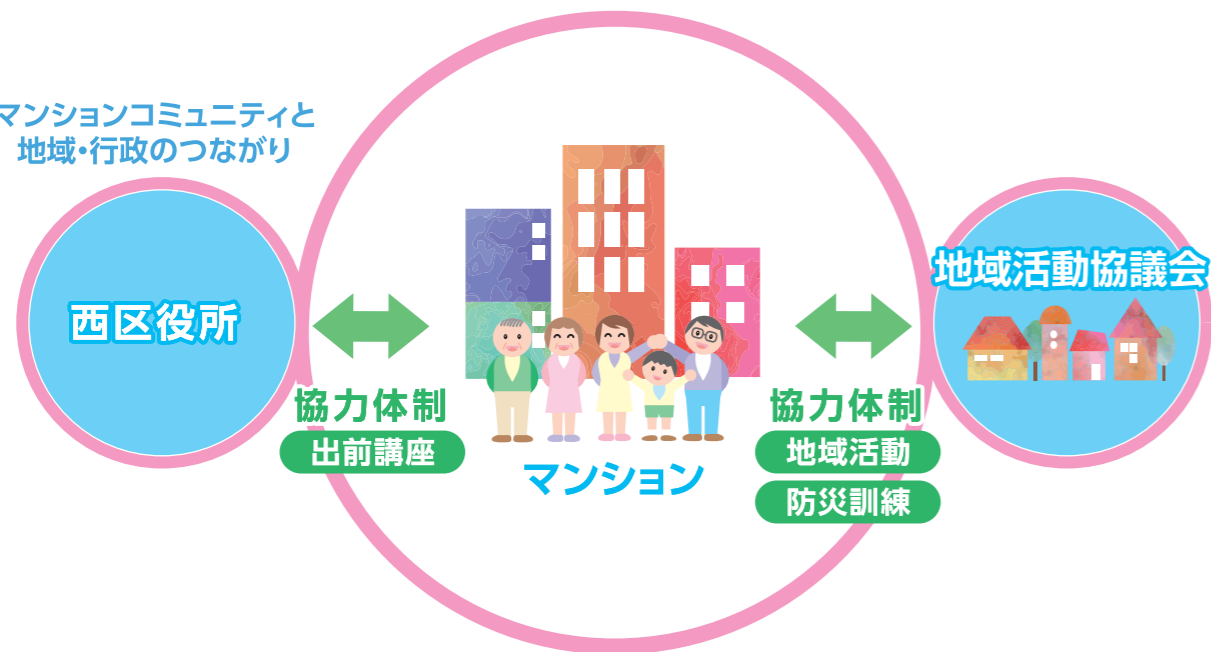 マンションコミュニティと
地域・行政のつながり
西区役所
協力体制
出前講座
マンション
協力体制
地域活動
防災訓練
地域活動協議会